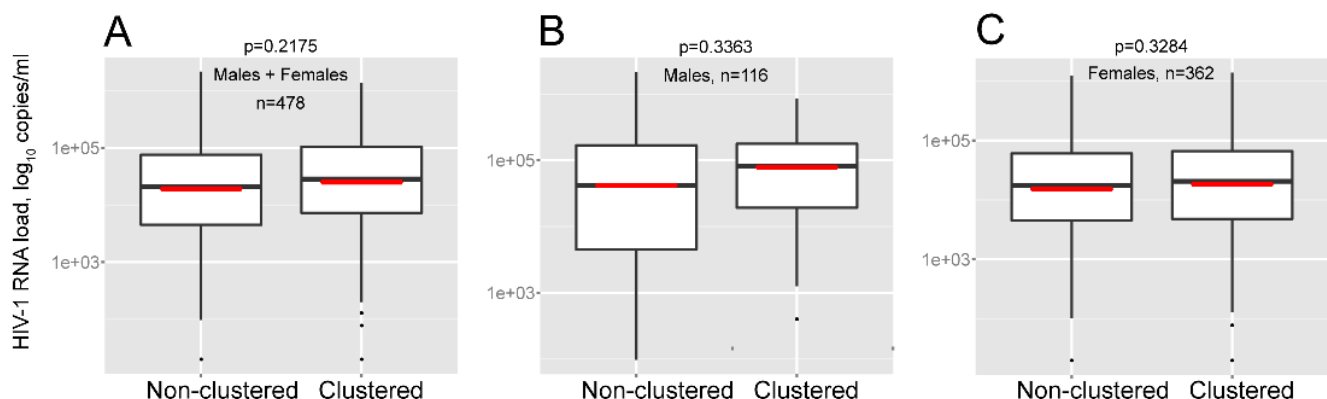 A
p=0.2175
Males + Females
n=478
B
p=0.3363
Males, n=116
C
p=0.3284
Females, n=362
HIV-1 RNA load, log10 copies/ml
1e+05
1e+03
1e+05
1e+03
1e+05
1e+03
Non-clustered Clustered
Non-clustered Clustered
Non-clustered Clustered